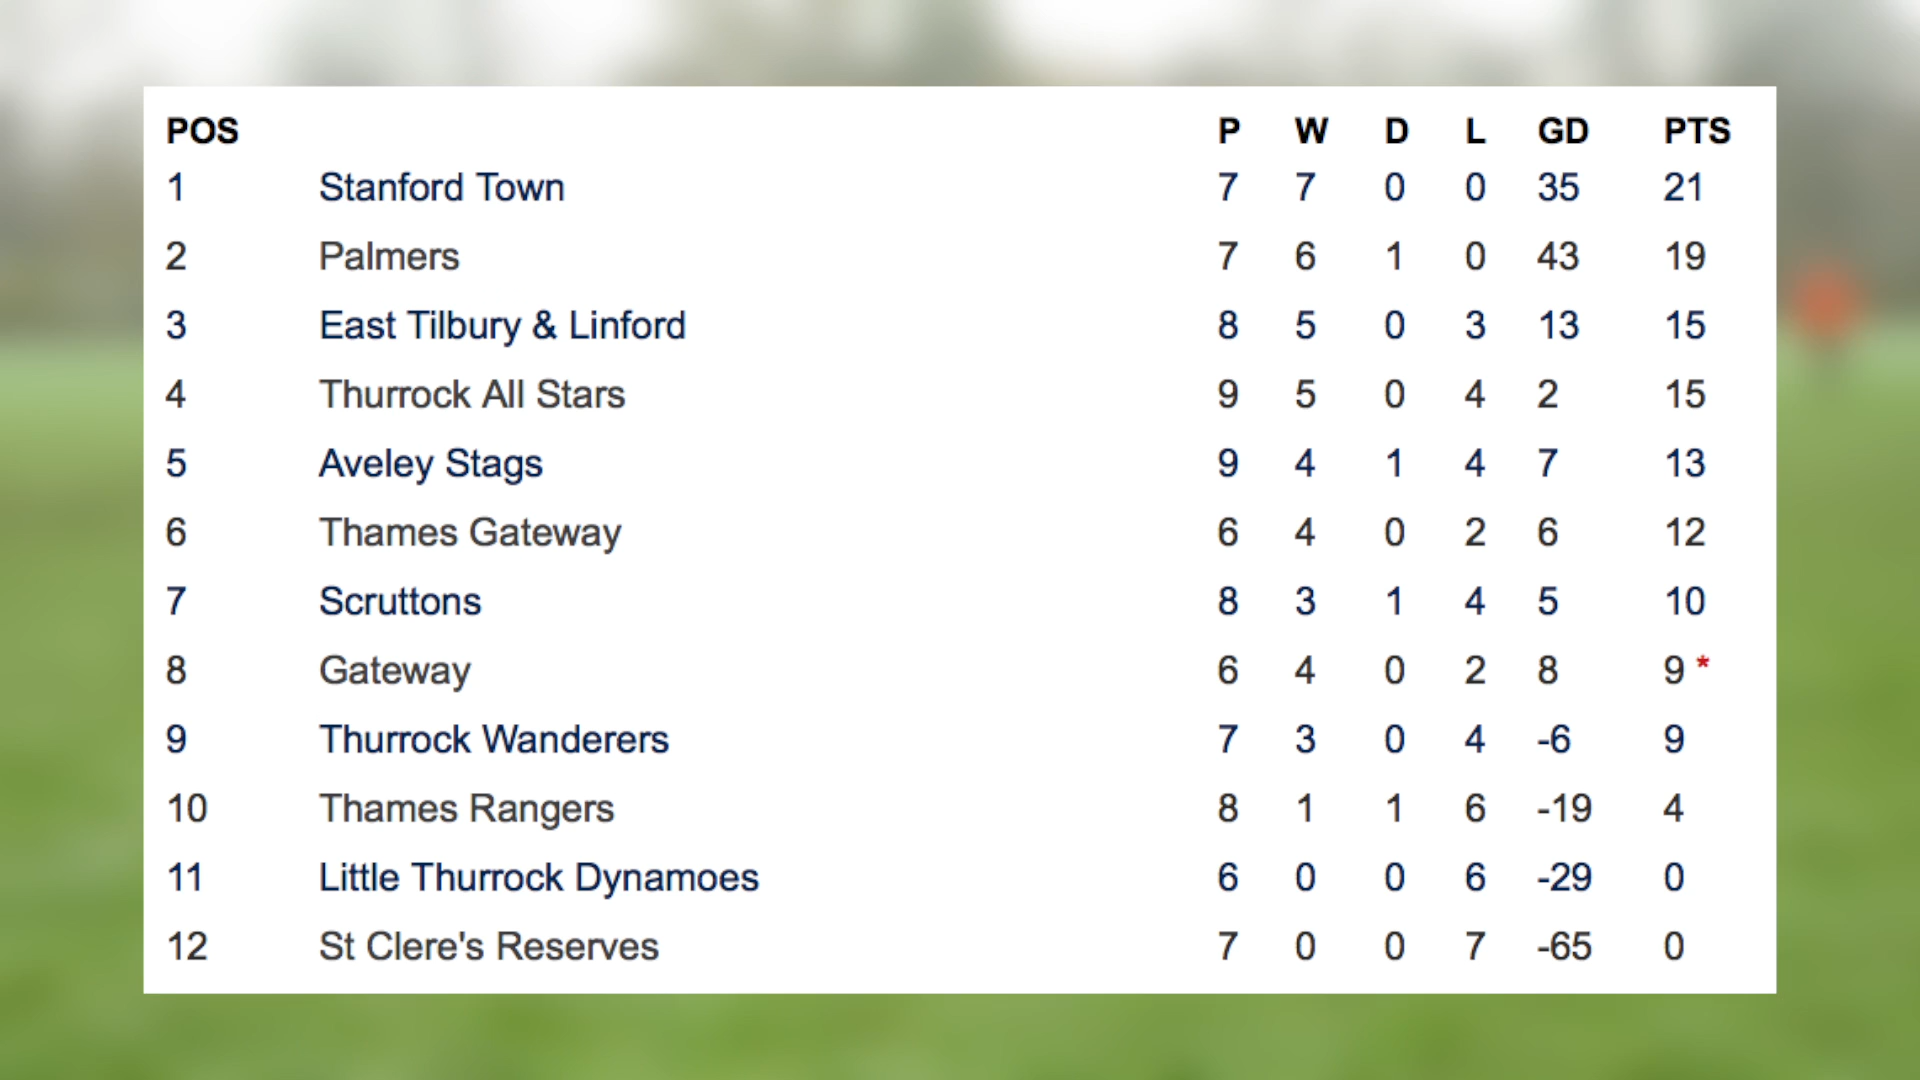 POS P W D L GD PTS
1 Stanford Town 7 7 0 0 35 21
2 Palmers 7 6 1 0 43 19
3 East Tilbury & Linford 8 5 0 3 13 15
4 Thurrock All Stars 9 5 0 4 2 15
5 Aveley Stags 9 4 1 4 7 13
6 Thames Gateway 6 4 0 2 6 12
7 Scruttons 8 3 1 4 5 10
8 Gateway 6 4 0 2 8 9 *
9 Thurrock Wanderers 7 3 0 4 -6 9
10 Thames Rangers 8 1 1 6 -19 4
11 Little Thurrock Dynamoes 6 0 0 6 -29 0
12 St Clere's Reserves 7 0 0 7 -65 0